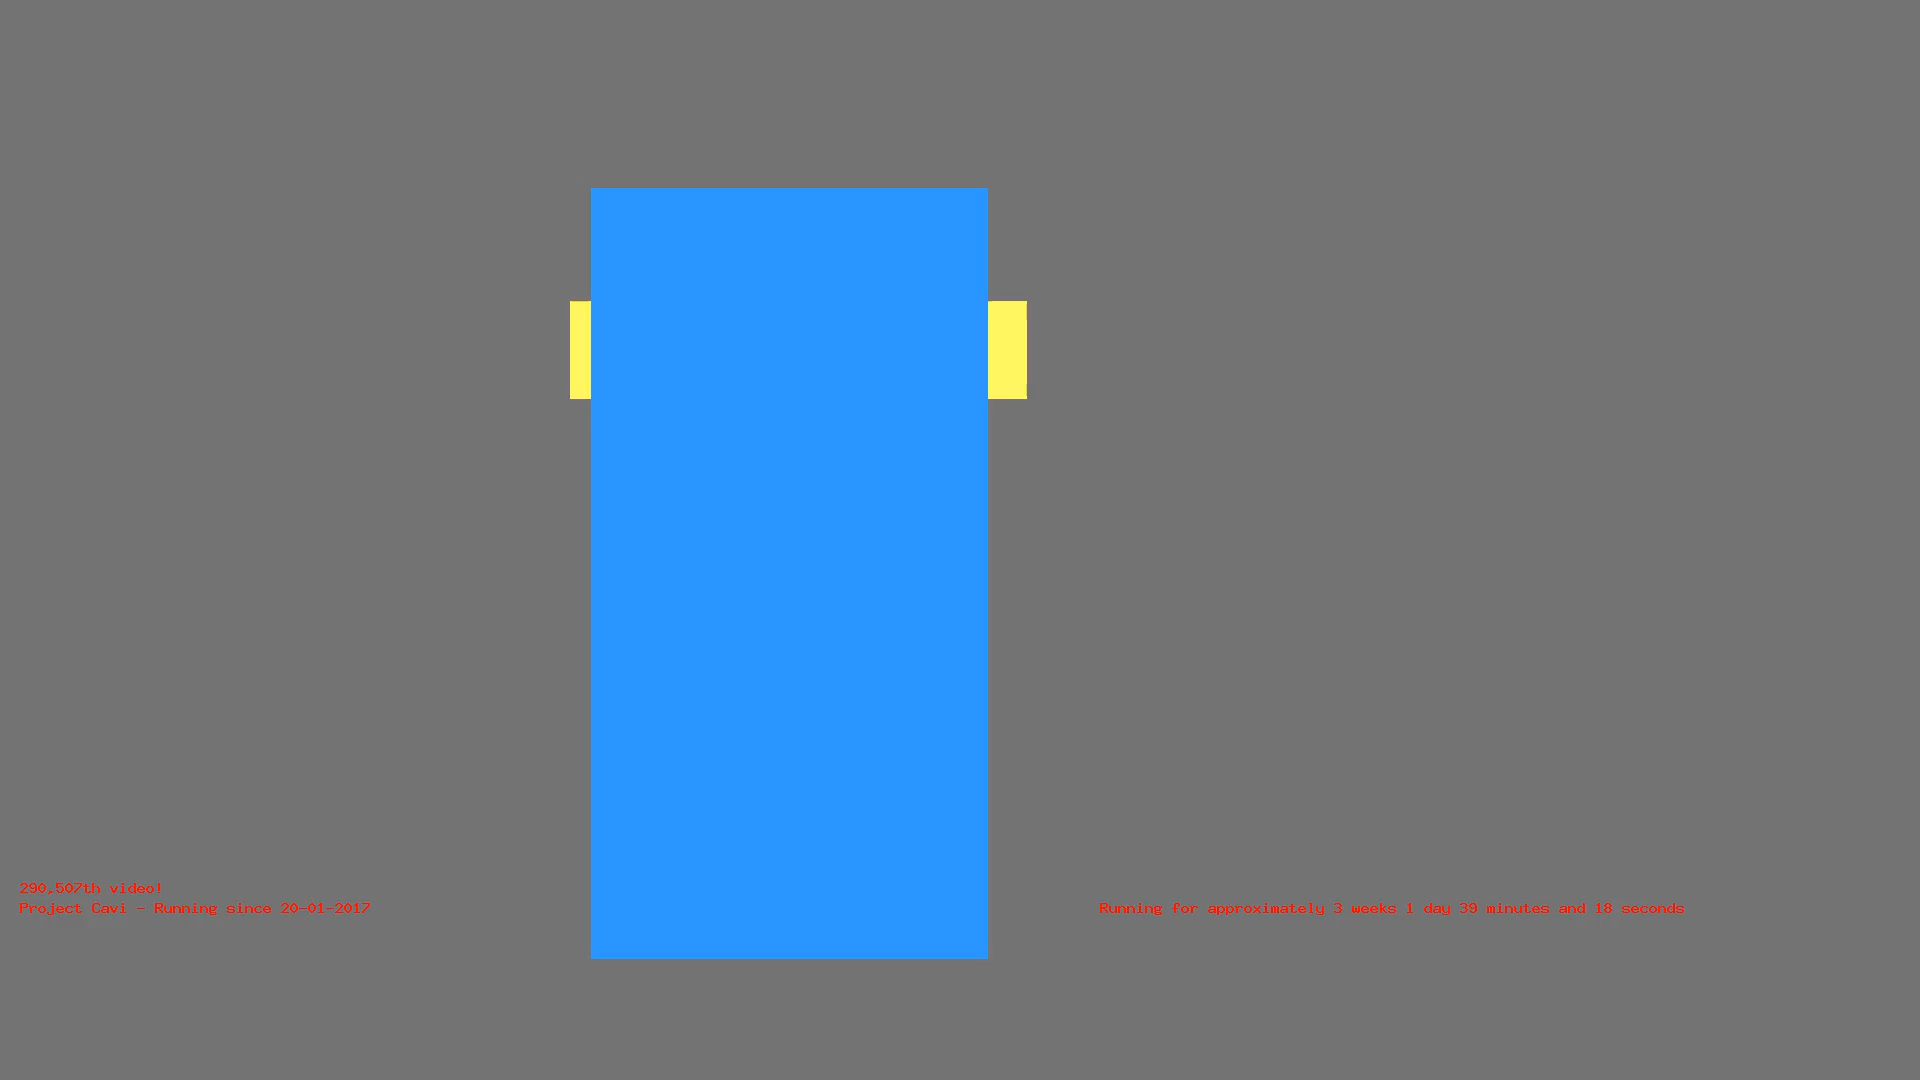 290,507th video!
Project Cavi - Running since 20-01-2017
Running for approximately 3 weeks 1 day 39 minutes and 18 seconds